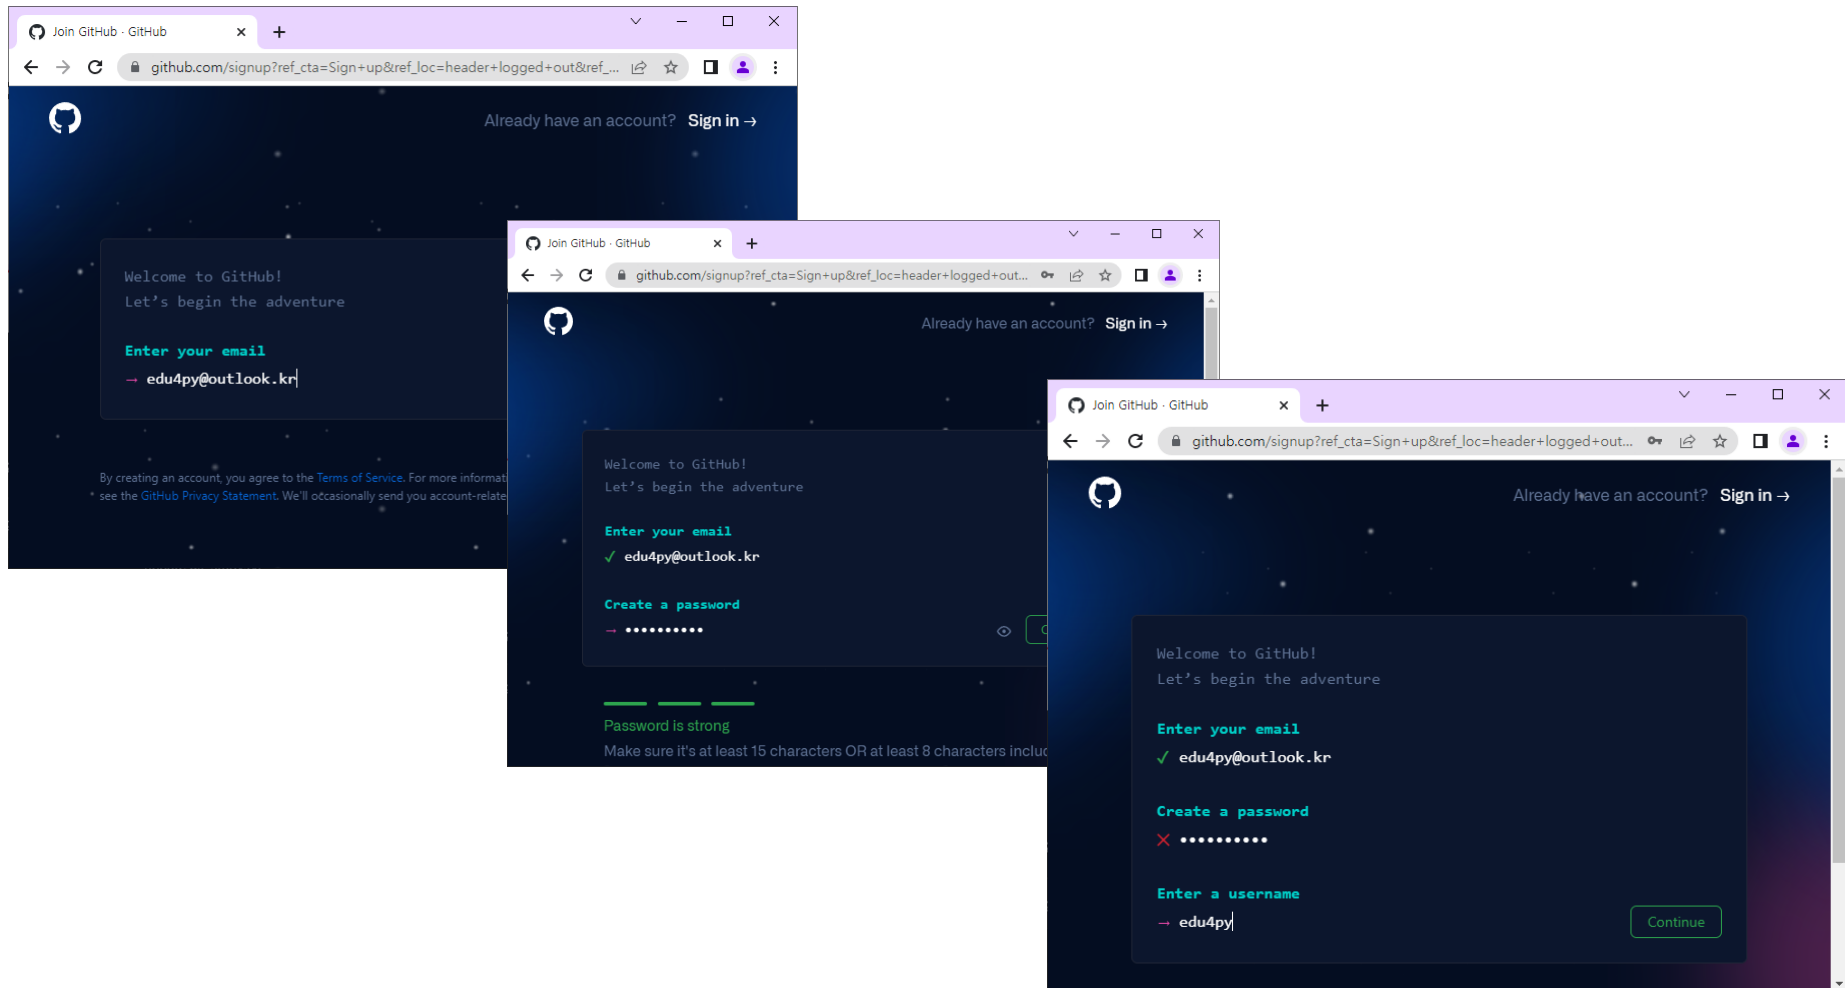 Join GitHub · GitHub
github.com/signup?ref_cta=Sign+up&ref_loc=header+logged+out&ref_...
Already have an account? Sign in →
Welcome to GitHub!
Let’s begin the adventure
Enter your email
→ edu4py@outlook.kr
By creating an account, you agree to the Terms of Service. For more informati
see the GitHub Privacy Statement. We'll occasionally send you account-relate
Join GitHub · GitHub
github.com/signup?ref_cta=Sign+up&ref_loc=header+logged+out...
Already have an account? Sign in →
Welcome to GitHub!
Let’s begin the adventure
Enter your email
✓ edu4py@outlook.kr
Create a password
→ ••••••••••
Password is strong
Make sure it's at least 15 characters OR at least 8 characters includ
Join GitHub · GitHub
github.com/signup?ref_cta=Sign+up&ref_loc=header+logged+out...
Already have an account? Sign in →
Welcome to GitHub!
Let’s begin the adventure
Enter your email
✓ edu4py@outlook.kr
Create a password
✕ ••••••••••
Enter a username
→ edu4py
Continue